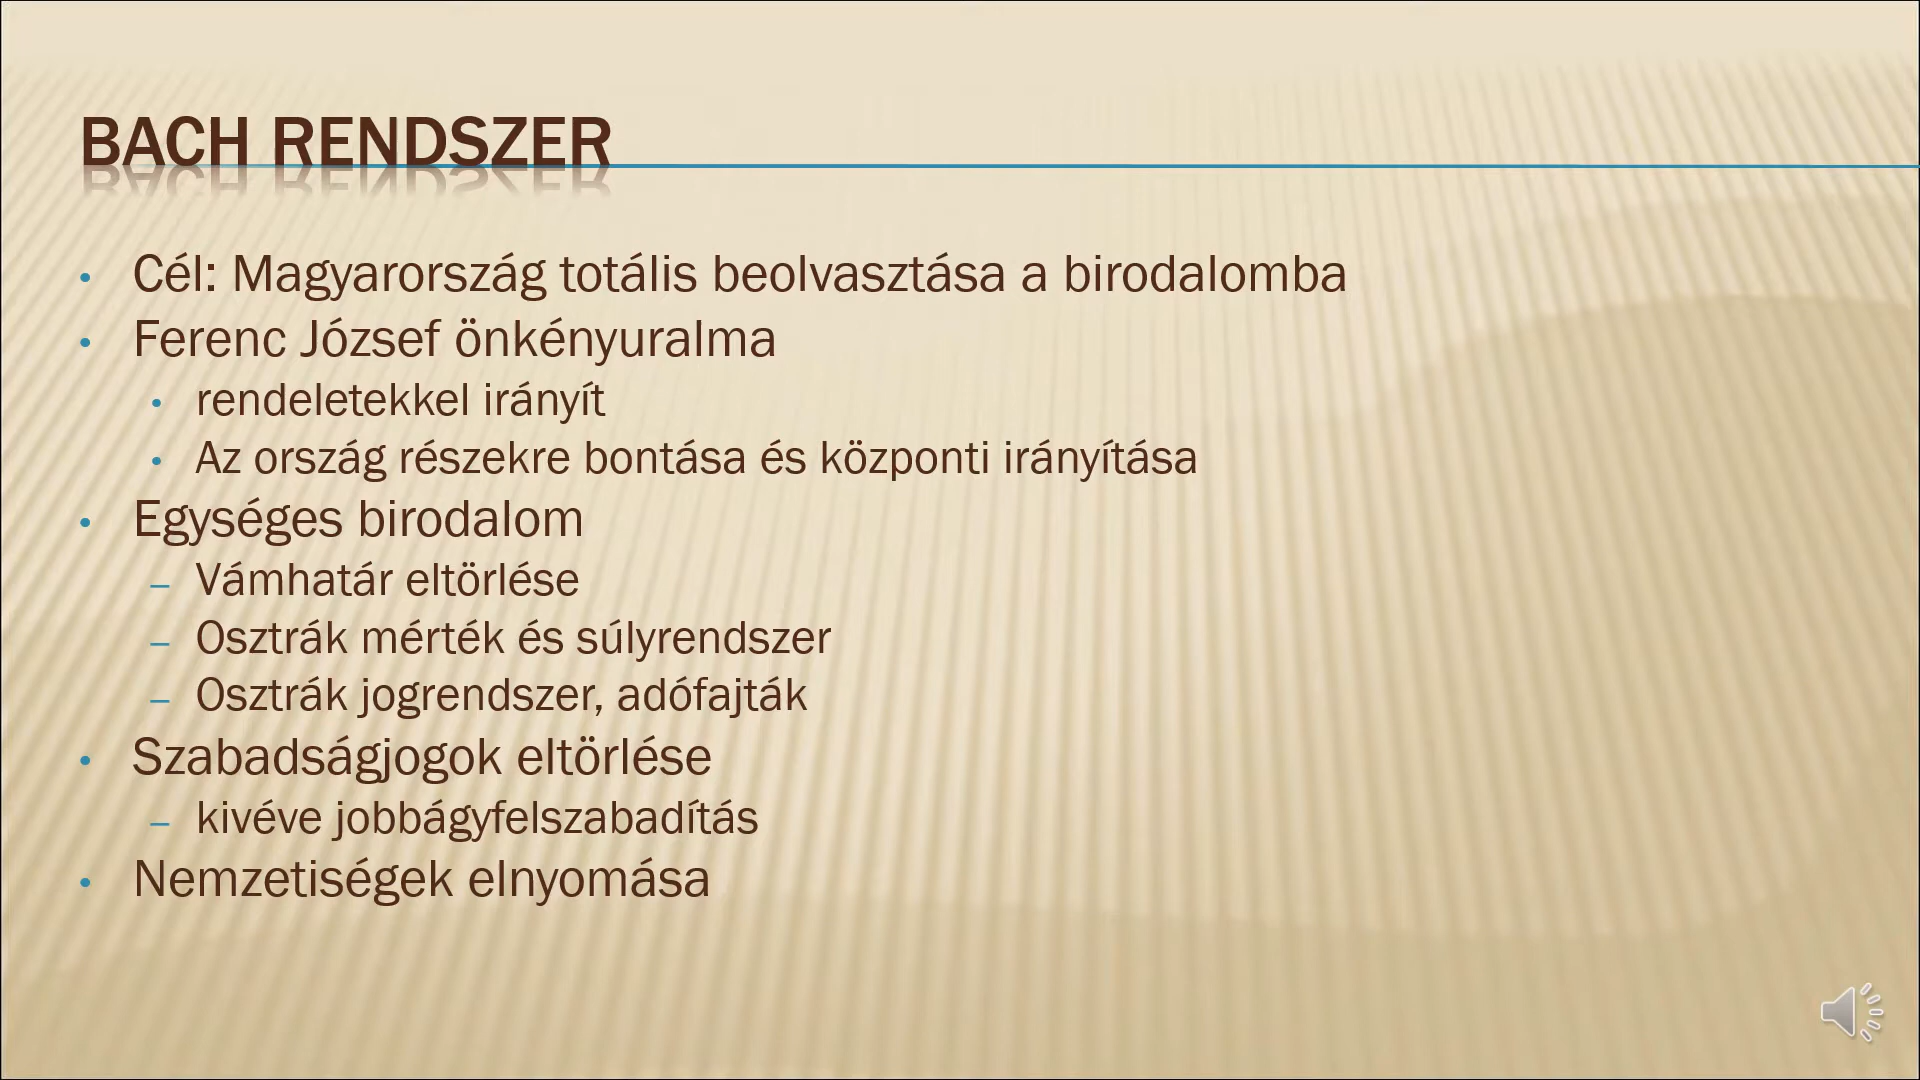 BACH RENDSZER
• Cél: Magyarország totális beolvasztása a birodalomba
• Ferenc József önkényuralma
• rendeletekkel irányít
• Az ország részekre bontása és központi irányítása
• Egységes birodalom
– Vámhatár eltörlése
– Osztrák mérték és súlyrendszer
– Osztrák jogrendszer, adófajták
• Szabadságjogok eltörlése
– kivéve jobbágyfelszabadítás
• Nemzetiségek elnyomása